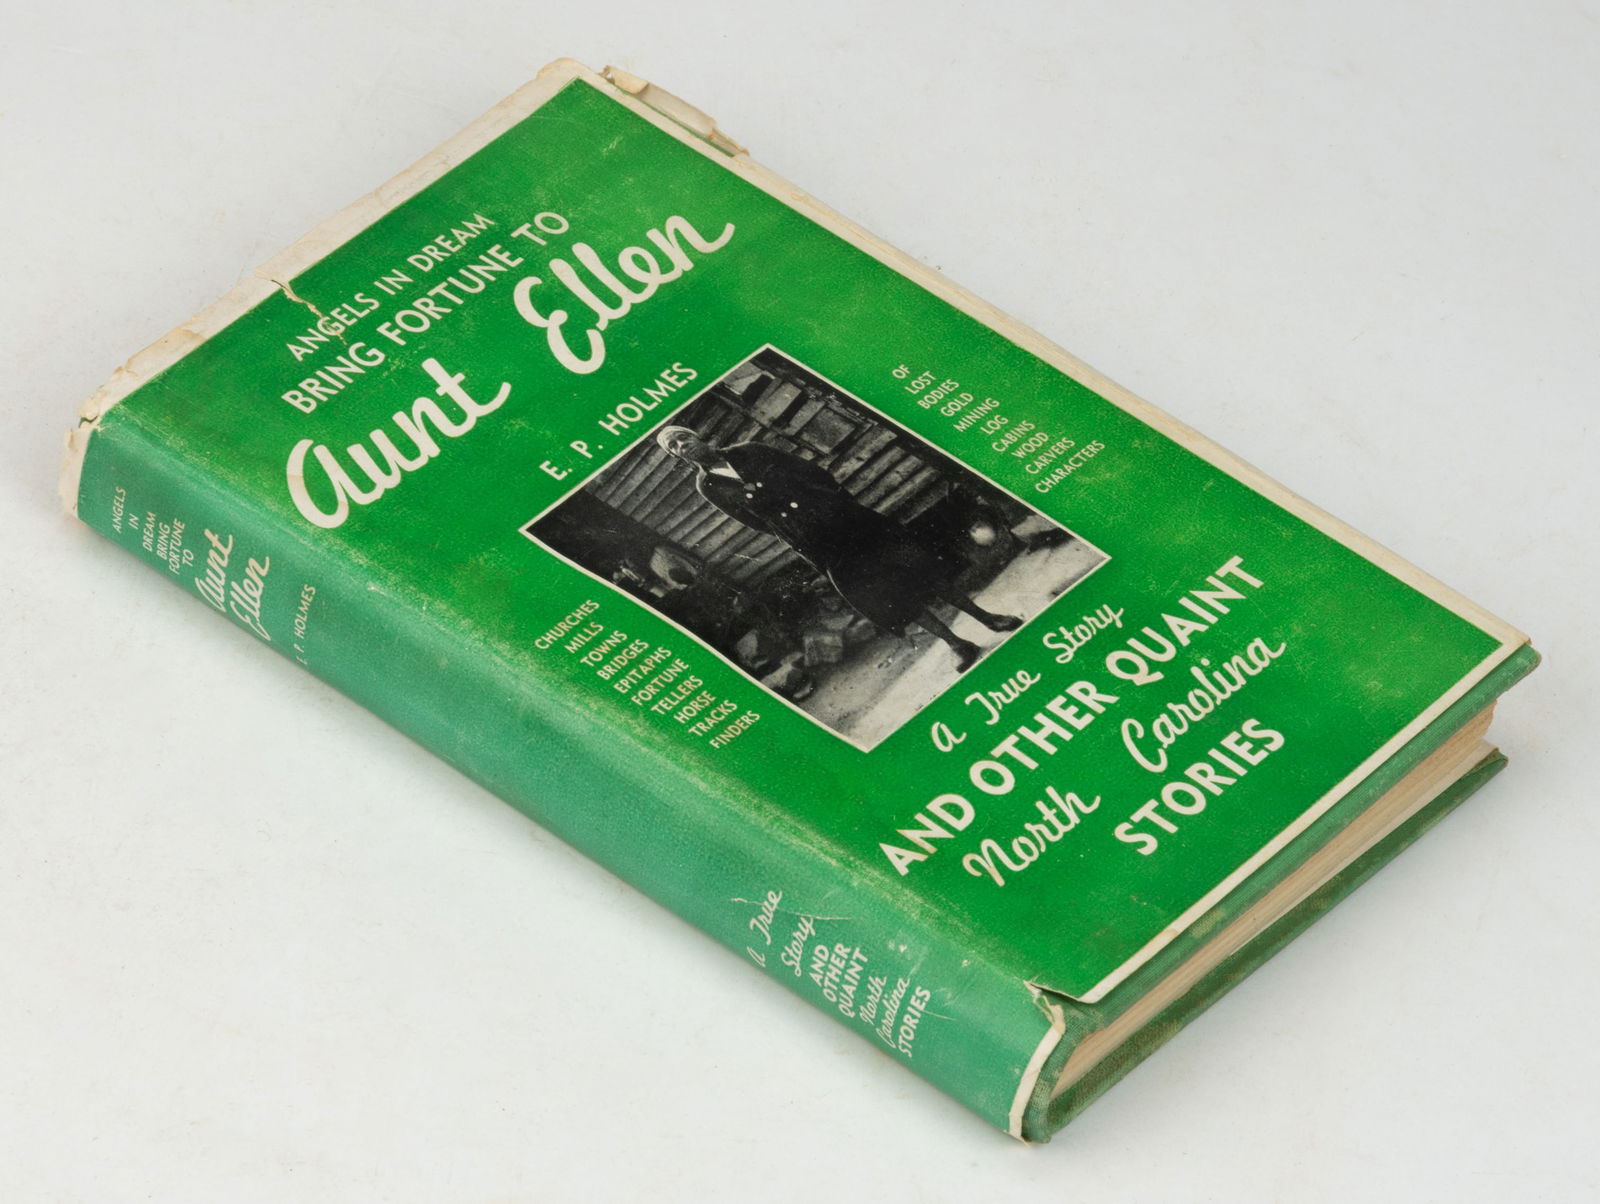 ANGELS IN DREAM
BRING FORTUNE TO
Aunt Ellen
E. P. HOLMES
OF
LOST
BODIES
GOLD
MINING
LOG
CABINS
WOOD
CARVERS
CHARACTERS
CHURCHES
MILLS
TOWNS
BRIDGES
EPITAPHS
FORTUNE
TELLERS
HORSE
TRACKS
FINDERS
A True Story
AND OTHER QUAINT
North Carolina
STORIES
ANGELS
IN
DREAM
BRING
FORTUNE
TO
Aunt
Ellen
E. P. HOLMES
A True
Story
AND
OTHER
QUAINT
North
Carolina
STORIES